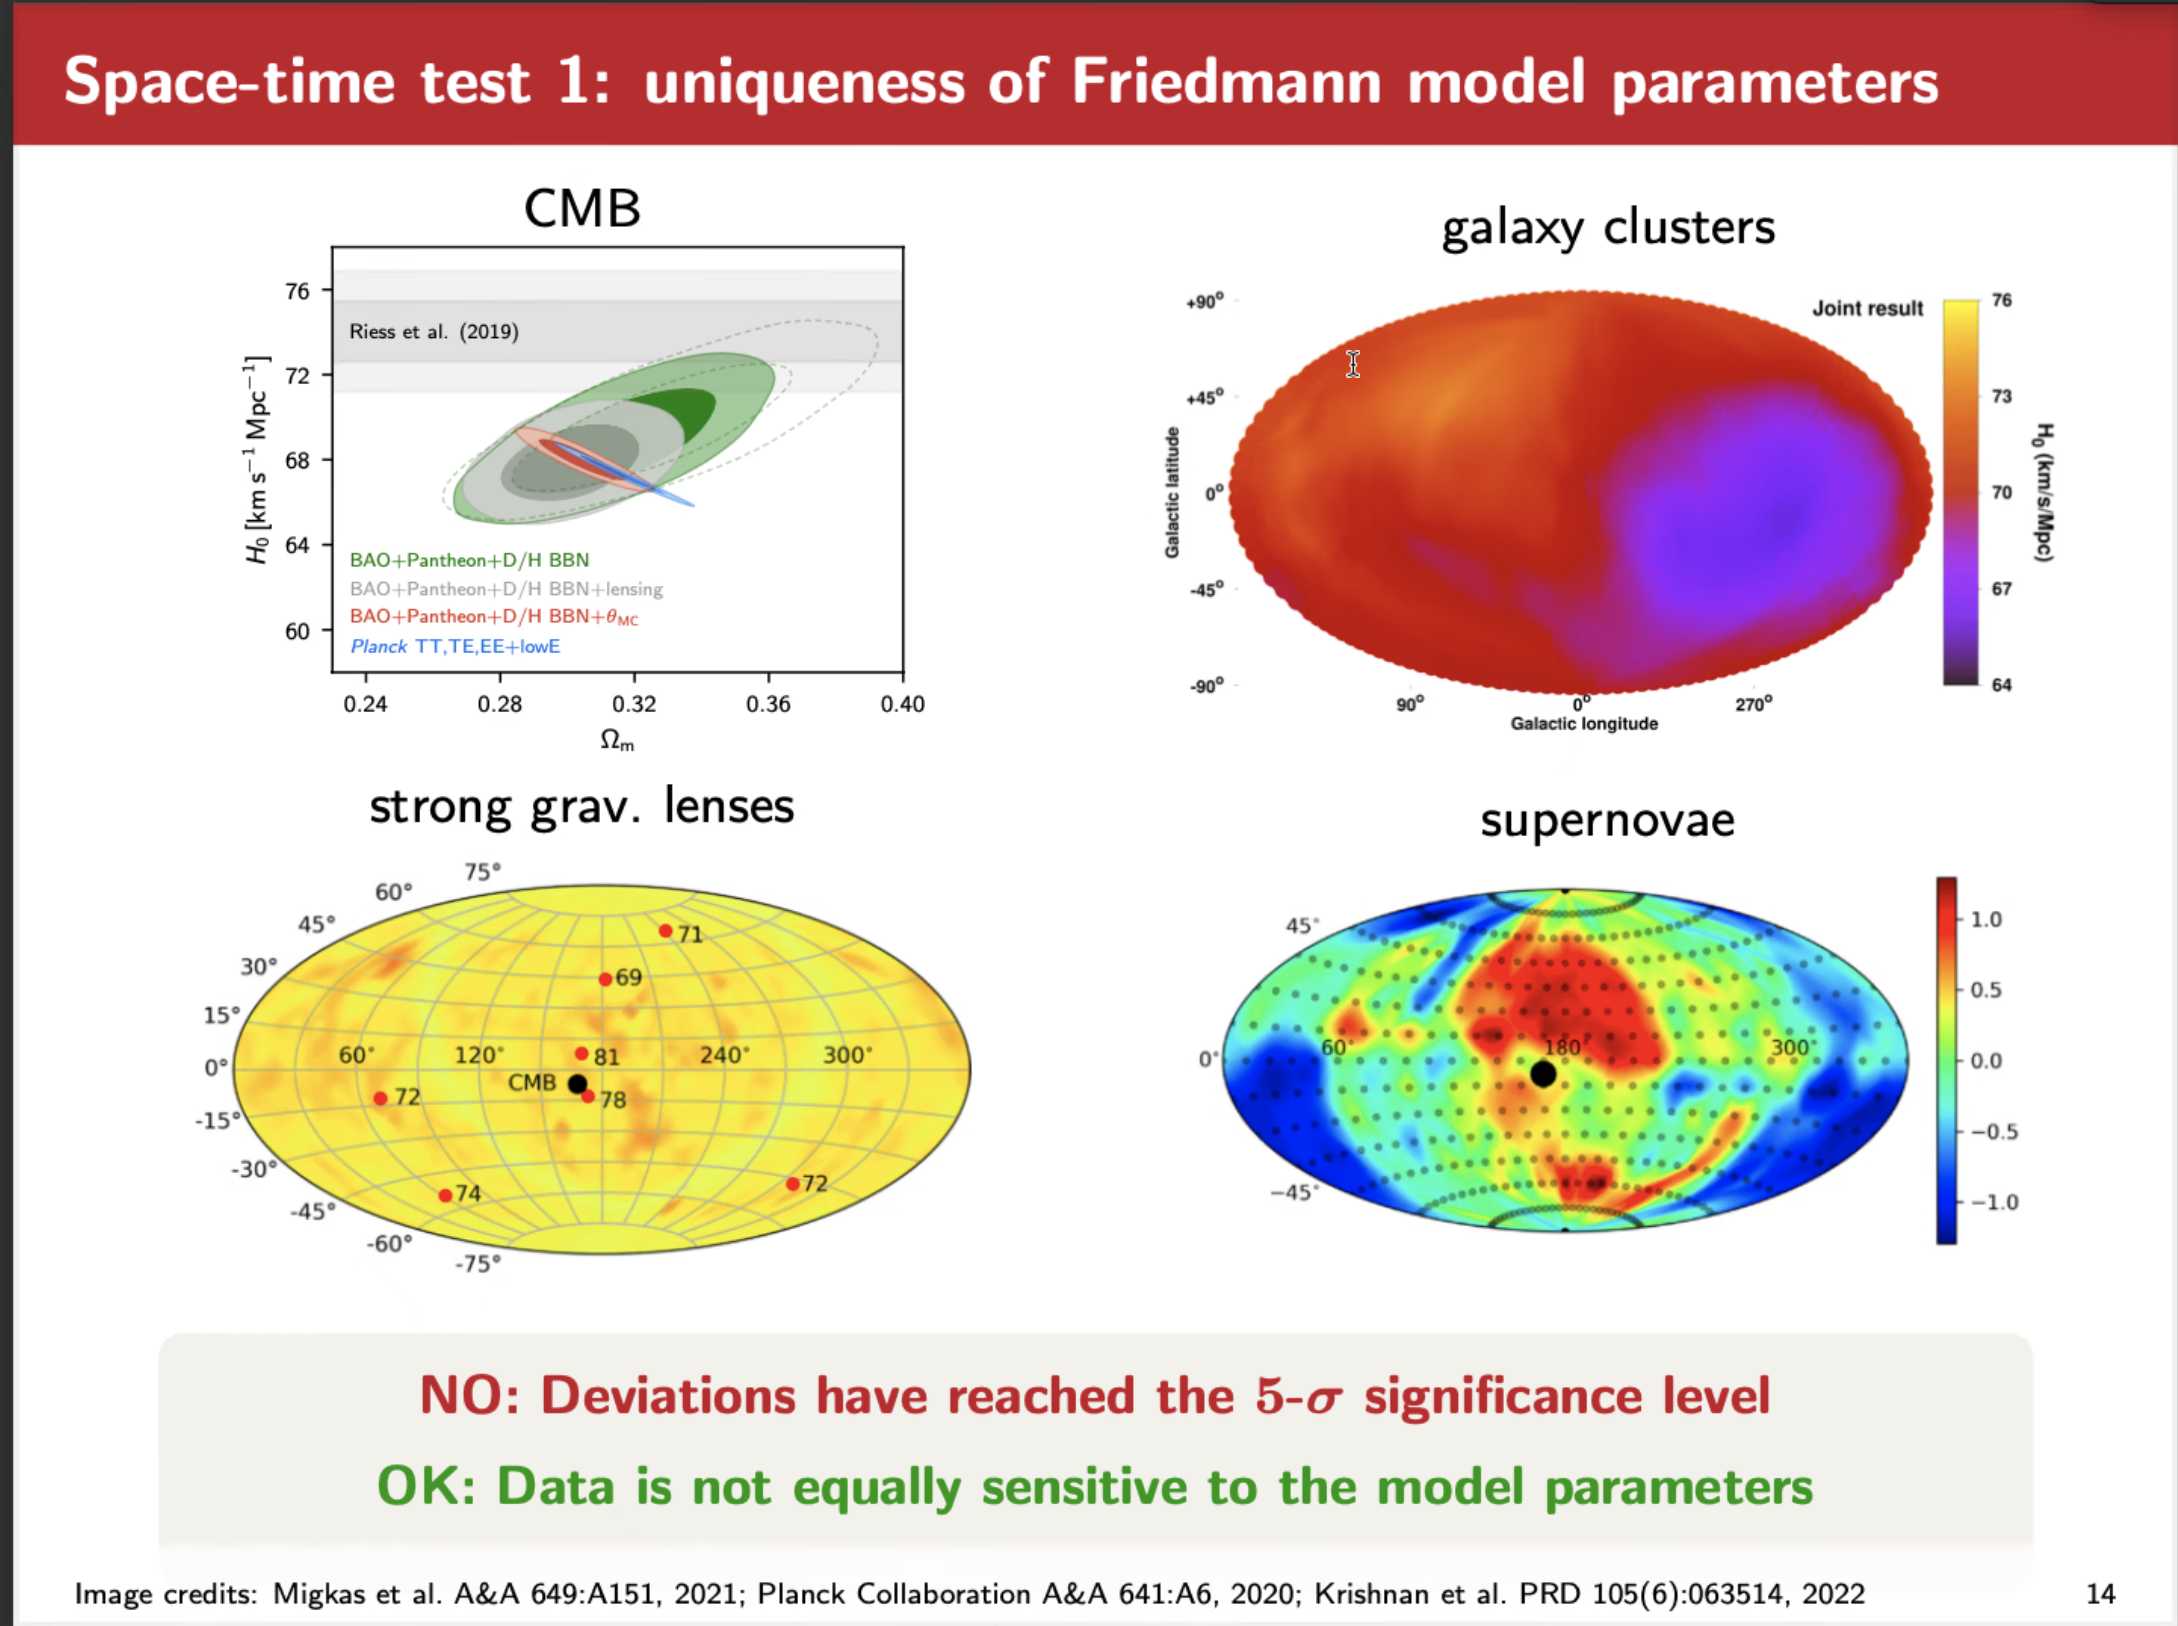 Space-time test 1: uniqueness of Friedmann model parameters
CMB
76
72
68
64
60
H₀ [km s⁻¹ Mpc⁻¹]
Riess et al. (2019)
BAO+Pantheon+D/H BBN
BAO+Pantheon+D/H BBN+lensing
BAO+Pantheon+D/H BBN+θMC
Planck TT,TE,EE+lowE
0.24 0.28 0.32 0.36 0.40
Ωm
galaxy clusters
Joint result
+90°
+45°
0°
-45°
-90°
Galactic latitude
90° 0° 270°
Galactic longitude
76
73
70
67
64
H₀ (km/s/Mpc)
strong grav. lenses
75°
60°
45°
30°
15°
0°
-15°
-30°
-45°
-60°
-75°
60° 120° 240° 300°
71
69
81
CMB
78
72
74
72
supernovae
45°
0°
−45°
60° 180° 300°
1.0
0.5
0.0
−0.5
−1.0
NO: Deviations have reached the 5-σ significance level
OK: Data is not equally sensitive to the model parameters
Image credits: Migkas et al. A&A 649:A151, 2021; Planck Collaboration A&A 641:A6, 2020; Krishnan et al. PRD 105(6):063514, 2022
14